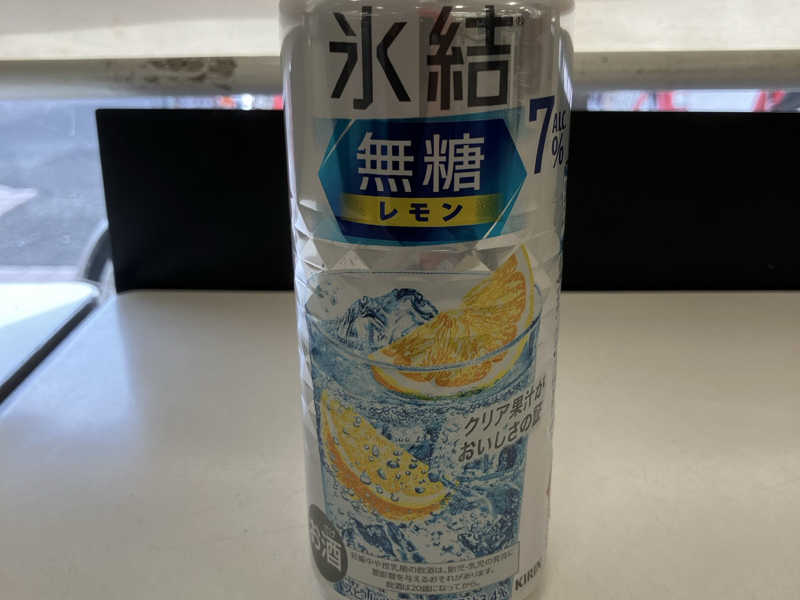 氷結®
無糖
レモン
ALC.
7%
クリア果汁が
おいしさの証
お酒
妊娠中や授乳期の飲酒は、胎児・乳児の発育に
悪影響を与えるおそれがあります。
飲酒は20歳になってから。
KIRIN